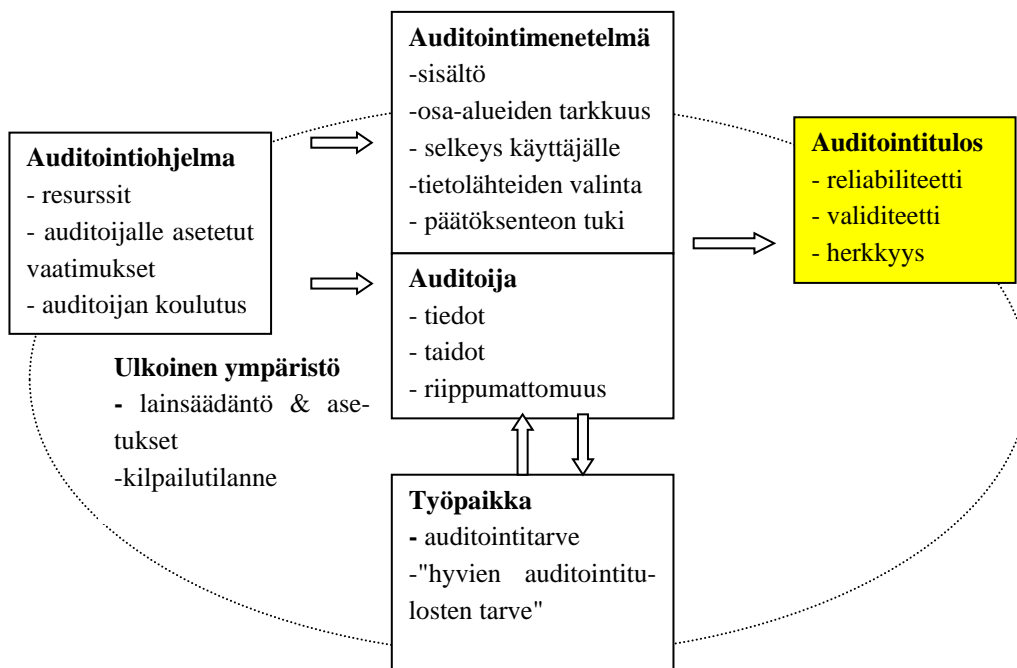 Auditointiohjelma
- resurssit
- auditoijalle asetetut
vaatimukset
- auditoijan koulutus
Auditointimenetelmä
-sisältö
-osa-alueiden tarkkuus
- selkeys käyttäjälle
-tietolähteiden valinta
- päätöksenteon tuki
Auditoija
- tiedot
- taidot
- riippumattomuus
Auditointitulos
- reliabiliteetti
- validiteetti
- herkkyys
Ulkoinen ympäristö
- lainsäädäntö & ase-
tukset
-kilpailutilanne
Työpaikka
- auditointitarve
-"hyvien auditointitu-
losten tarve"